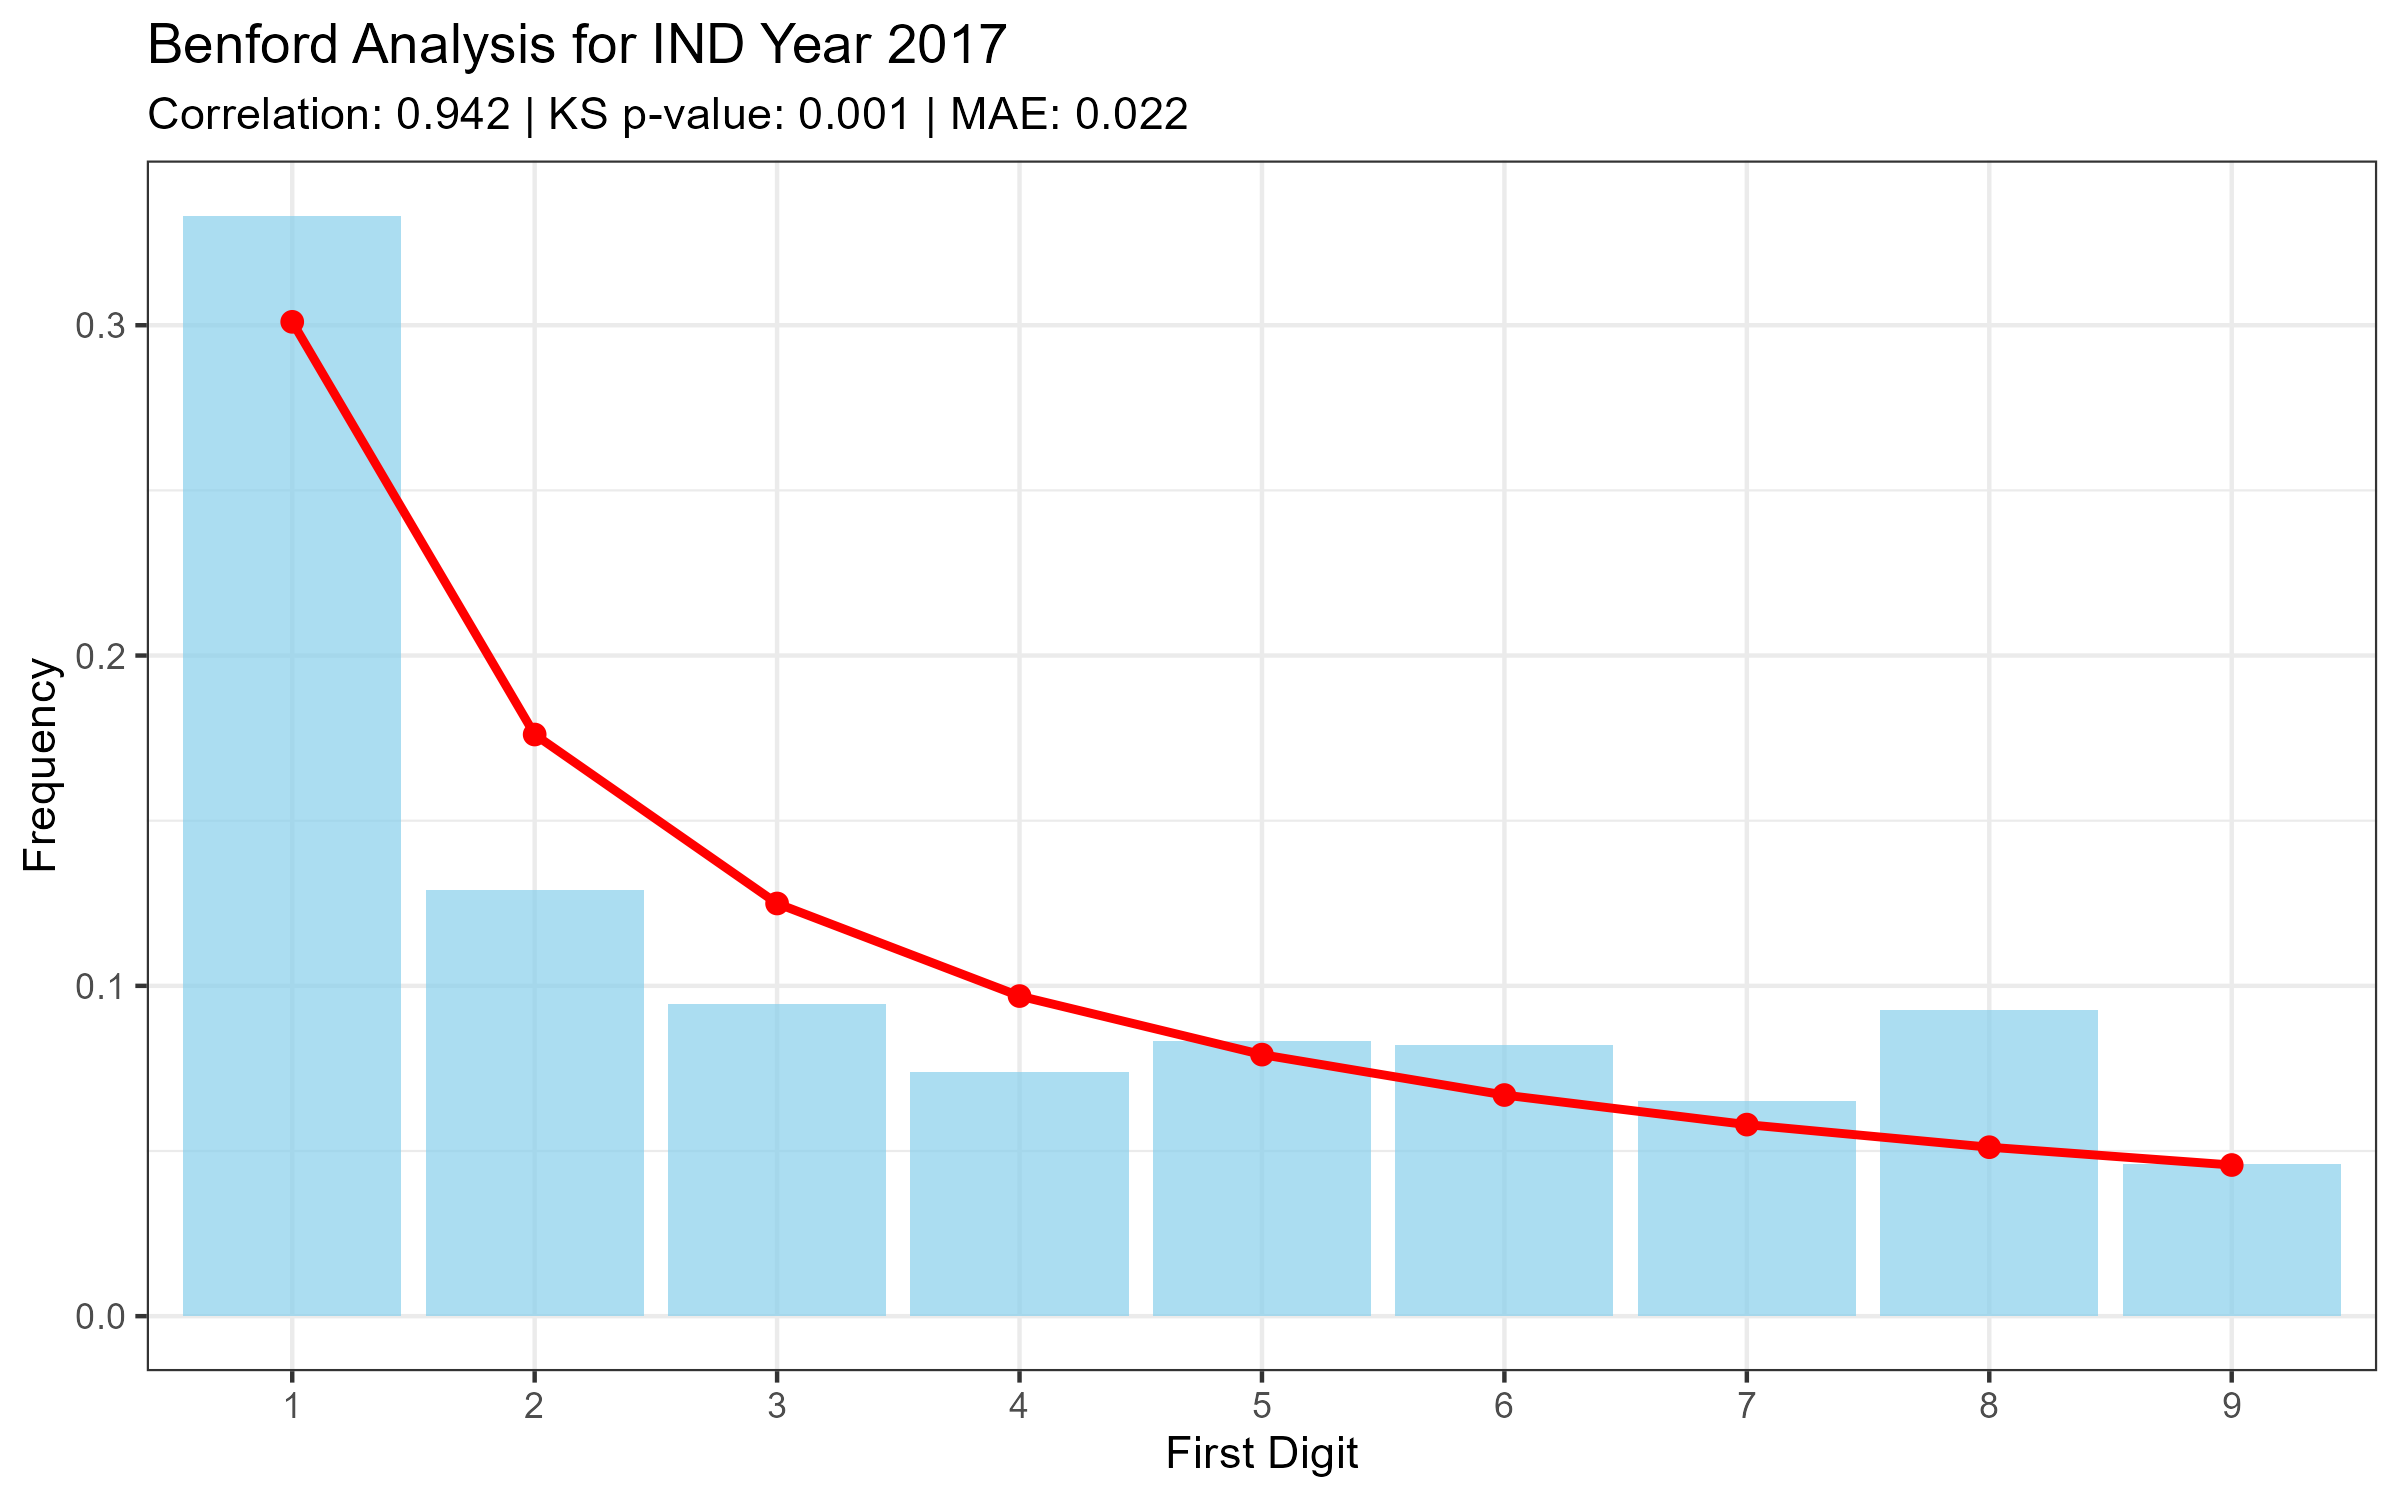 Benford Analysis for IND Year 2017
Correlation: 0.942 | KS p-value: 0.001 | MAE: 0.022
Frequency
0.3
0.2
0.1
0.0
1 2 3 4 5 6 7 8 9
First Digit